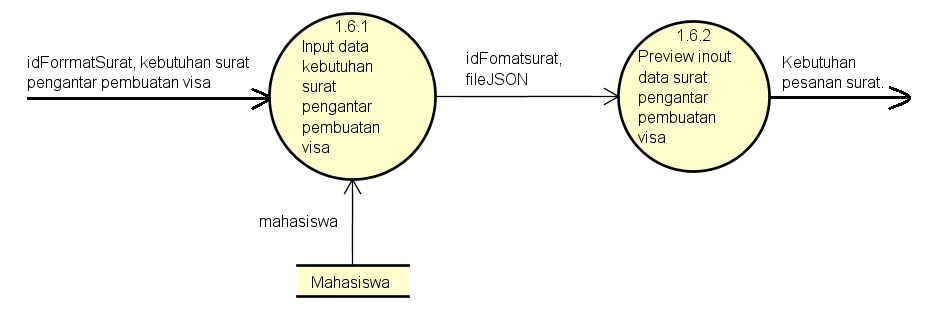 idForrmatSurat, kebutuhan surat
pengantar pembuatan visa
1.6.1
Input data
kebutuhan
surat
pengantar
pembuatan
visa
idFomatsurat,
fileJSON
1.6.2
Preview inout
data surat
pengantar
pembuatan
visa
Kebutuhan
pesanan surat.
mahasiswa
Mahasiswa